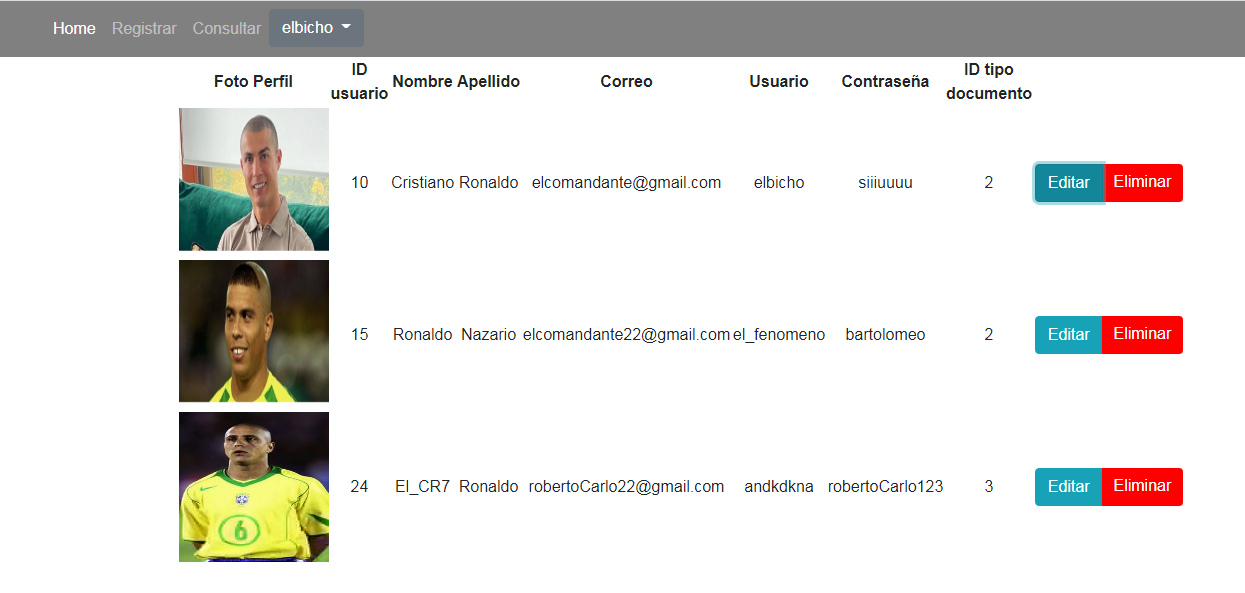 Home Registrar Consultar elbicho
Foto Perfil ID usuario Nombre Apellido Correo Usuario Contraseña ID tipo documento
10 Cristiano Ronaldo elcomandante@gmail.com elbicho siiiuuuu 2 Editar Eliminar
15 Ronaldo Nazario elcomandante22@gmail.com el_fenomeno bartolomeo 2 Editar Eliminar
6
24 El_CR7 Ronaldo robertoCarlo22@gmail.com andkdkna robertoCarlo123 3 Editar Eliminar